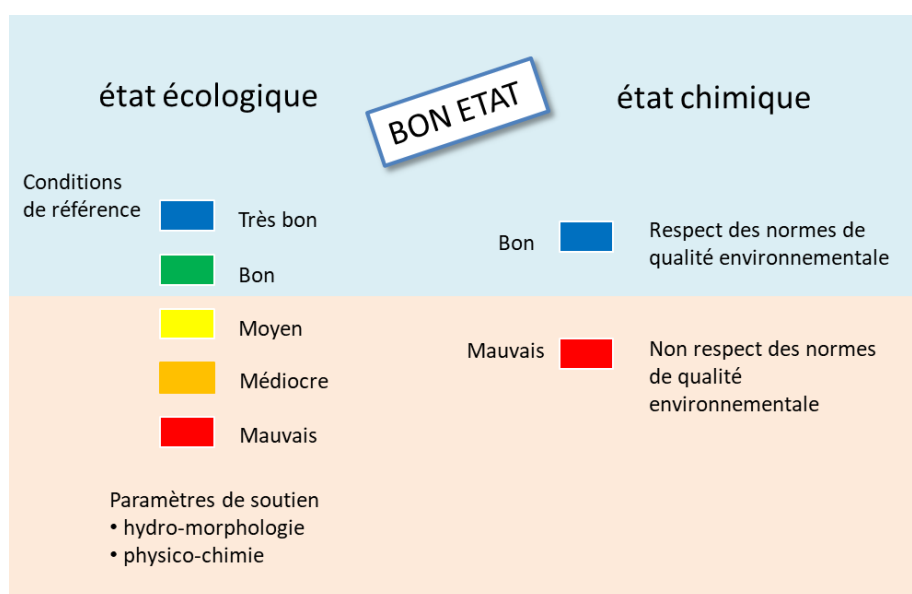 état écologique
BON ETAT
état chimique
Conditions
de référence
Très bon
Bon
Moyen
Médiocre
Mauvais
Paramètres de soutien
• hydro-morphologie
• physico-chimie
Bon
Respect des normes de
qualité environnementale
Mauvais
Non respect des normes
de qualité
environnementale